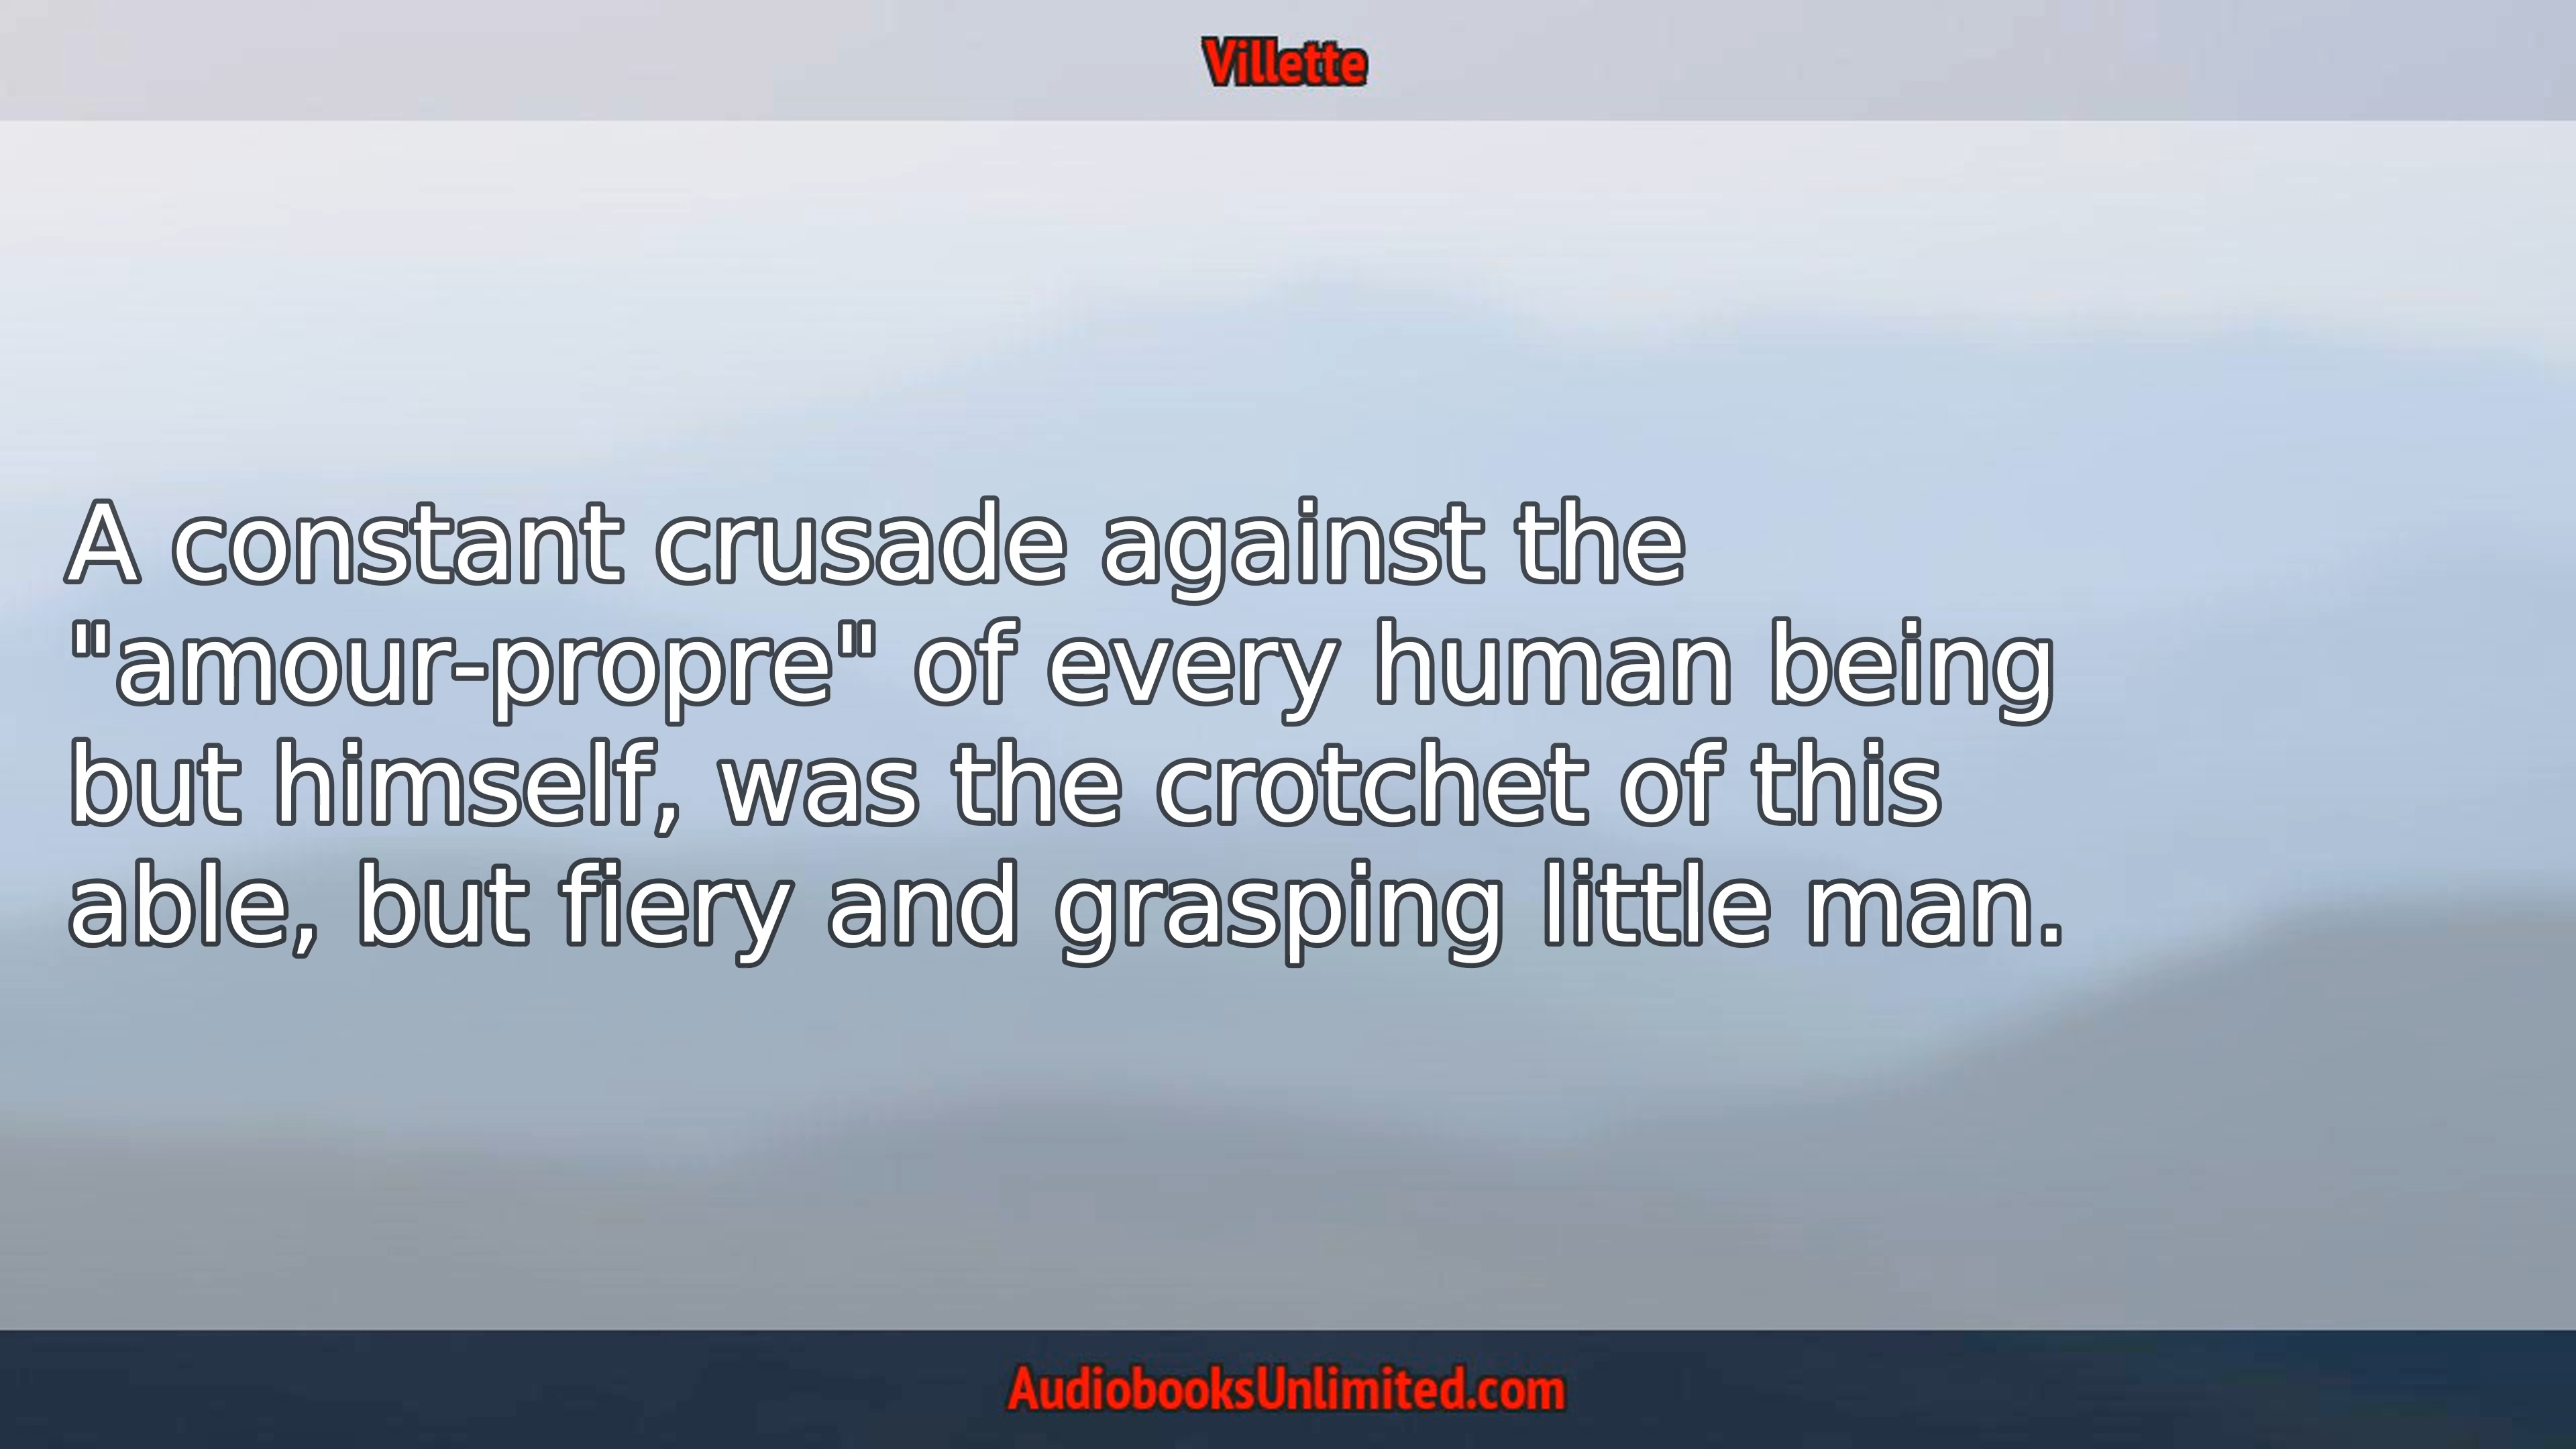 Villette
A constant crusade against the
"amour-propre" of every human being
but himself, was the crotchet of this
able, but fiery and grasping little man.
AudiobooksUnlimited.com